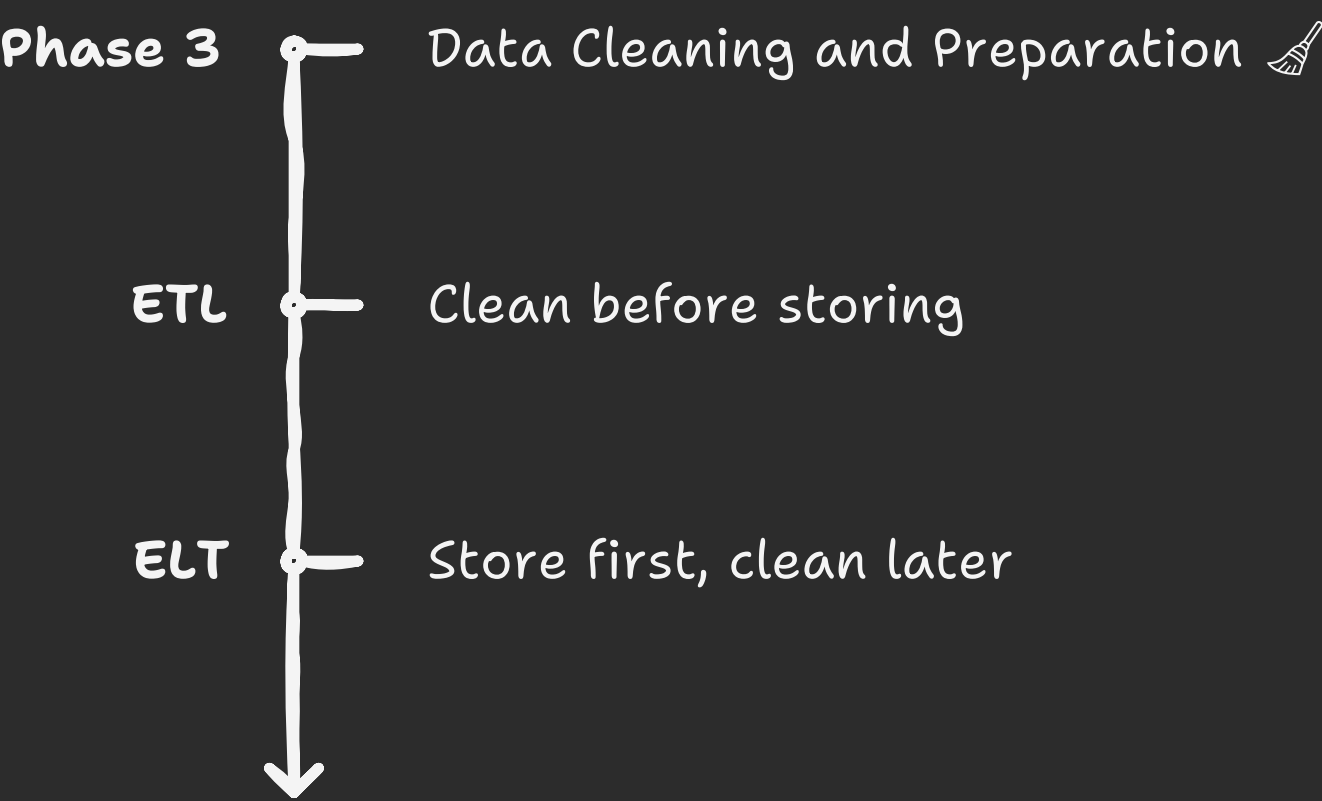 Phase 3 Data Cleaning and Preparation
ETL Clean before storing
ELT Store first, clean later